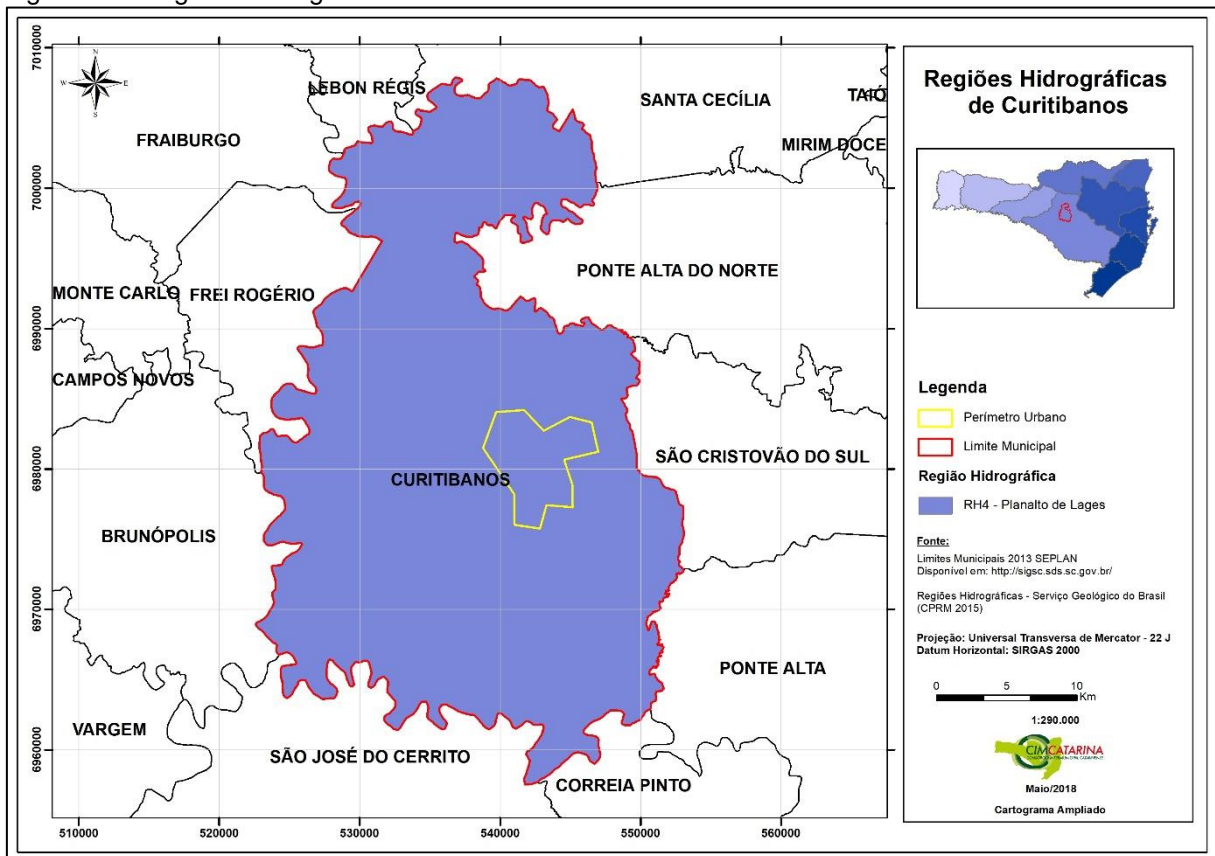 N
W E
S
7010000
7000000
6990000
6980000
6970000
6960000
LEBON RÉGIS
SANTA CECÍLIA
TAIÓ
FRAIBURGO
MIRIM DOCE
PONTE ALTA DO NORTE
MONTE CARLO
FREI ROGÉRIO
CAMPOS NOVOS
SÃO CRISTOVÃO DO SUL
CURITIBANOS
BRUNÓPOLIS
PONTE ALTA
VARGEM
SÃO JOSÉ DO CERRITO
CORREIA PINTO
510000 520000 530000 540000 550000 560000
Regiões Hidrográficas
de Curitibanos
Legenda
Perímetro Urbano
Limite Municipal
Região Hidrográfica
RH4 - Planalto de Lages
Fonte:
Limites Municipais 2013 SEPLAN
Disponível em: http://sigsc.sds.sc.gov.br/
Regiões Hidrográficas - Serviço Geológico do Brasil
(CPRM 2015)
Projeção: Universal Transversa de Mercator - 22 J
Datum Horizontal: SIRGAS 2000
0 5 10
Km
1:290.000
CIMCATARINA
Maio/2018
Cartograma Ampliado